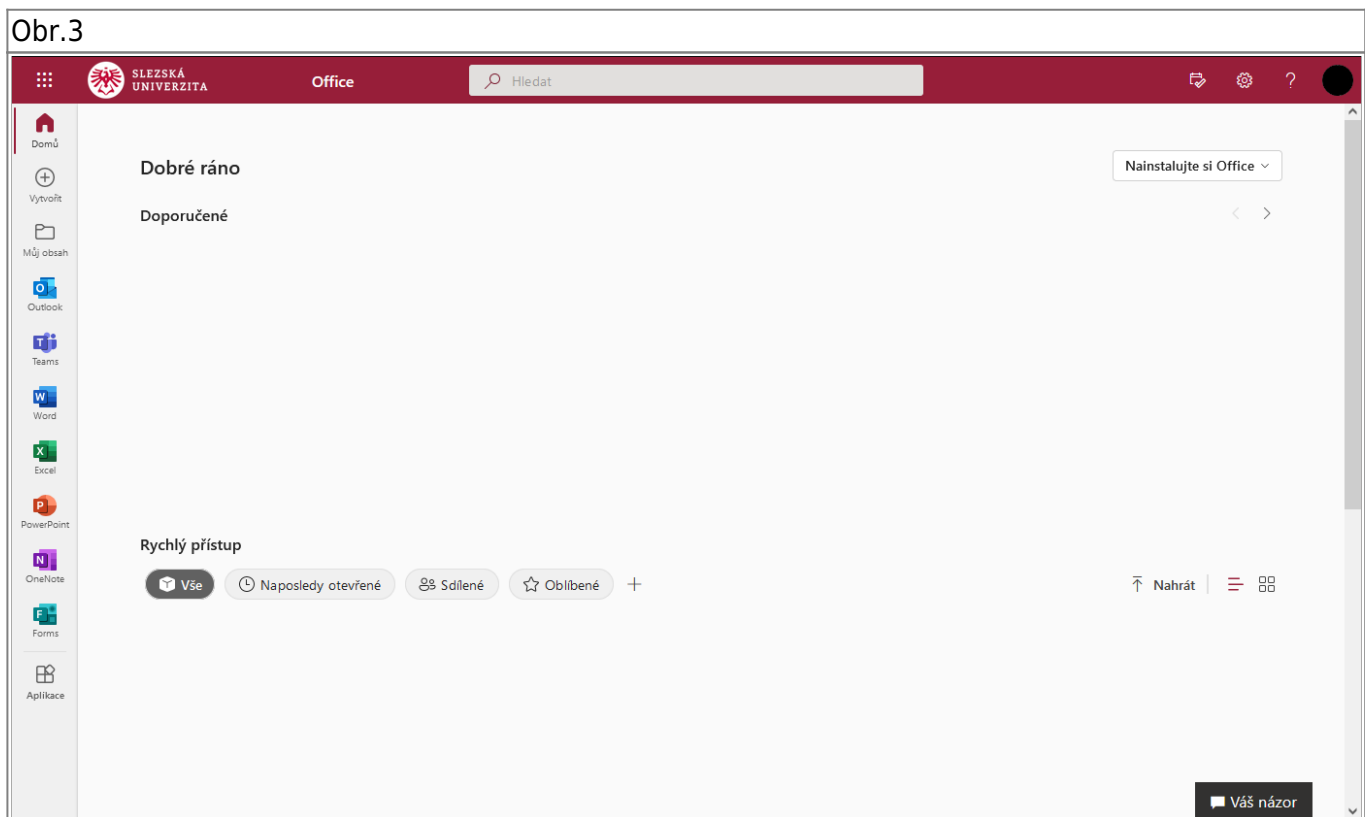 Obr.3
SLEZSKÁ
UNIVERZITA
Office
Hledat
?
Domů
Vytvořit
Můj obsah
Outlook
Teams
Word
Excel
PowerPoint
OneNote
Forms
Aplikace
Dobré ráno
Nainstalujte si Office
Doporučené
Rychlý přístup
Vše
Naposledy otevřené
Sdílené
Oblíbené
Nahrát
Váš názor